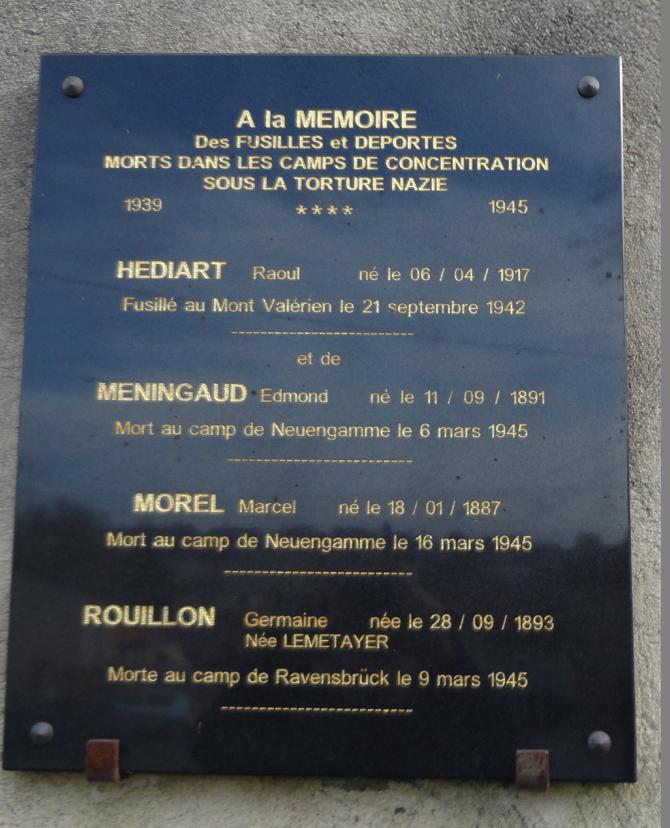 A la MEMOIRE
Des FUSILLES et DEPORTES
MORTS DANS LES CAMPS DE CONCENTRATION
SOUS LA TORTURE NAZIE
1939 **** 1945
HEDIART Raoul né le 06 / 04 / 1917
Fusillé au Mont Valérien le 21 septembre 1942
--------------------------
et de
MENINGAUD Edmond né le 11 / 09 / 1891
Mort au camp de Neuengamme le 6 mars 1945
--------------------------
MOREL Marcel né le 18 / 01 / 1887
Mort au camp de Neuengamme le 16 mars 1945
--------------------------
ROUILLON Germaine née le 28 / 09 / 1893
Née LEMETAYER
Morte au camp de Ravensbrück le 9 mars 1945
--------------------------